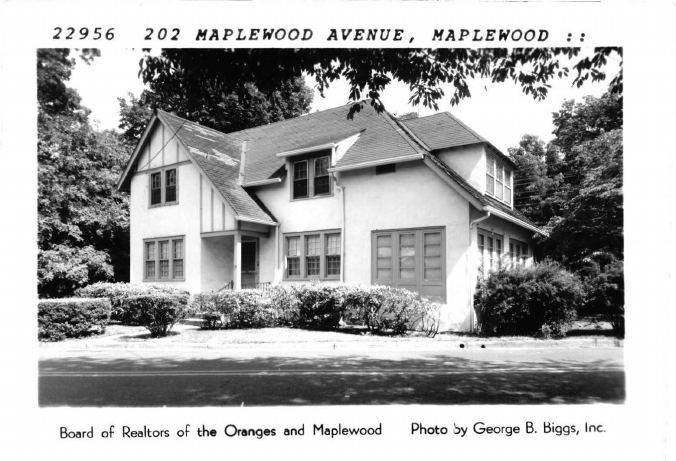 22956 202 MAPLEWOOD AVENUE, MAPLEWOOD ::
Board of Realtors of the Oranges and Maplewood Photo by George B. Biggs, Inc.